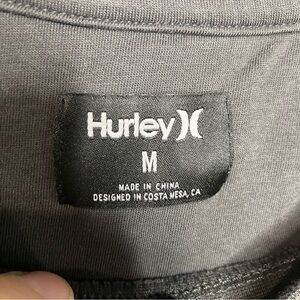 Hurley
M
MADE IN CHINA
DESIGNED IN COSTA MESA, CA